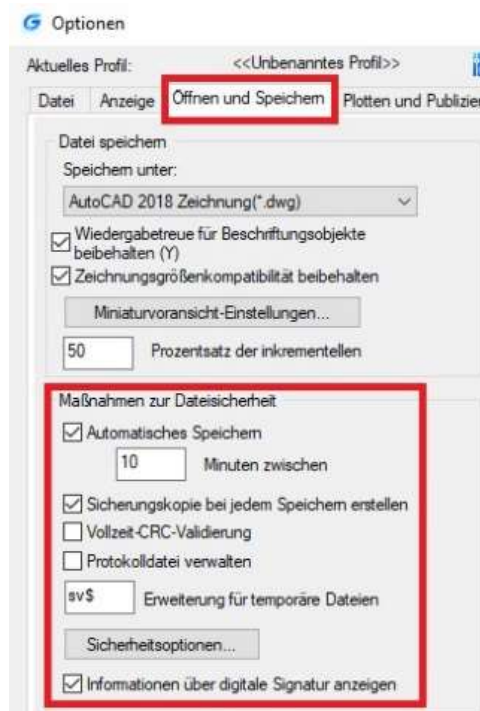 Optionen
Aktuelles Profil: <<Unbenanntes Profil>>
Datei Anzeige Öffnen und Speichern Plotten und Publizier
Datei speichern
Speichern unter:
AutoCAD 2018 Zeichnung(*.dwg)
Wiedergabetreue für Beschriftungsobjekte
beibehalten (Y)
Zeichnungsgrößenkompatibilität beibehalten
Miniaturvoransicht-Einstellungen...
50 Prozentsatz der inkrementellen
Maßnahmen zur Dateisicherheit
Automatisches Speichern
10 Minuten zwischen
Sicherungskopie bei jedem Speichern erstellen
Vollzeit-CRC-Validierung
Protokolldatei verwalten
sv$ Erweiterung für temporäre Dateien
Sicherheitsoptionen...
Informationen über digitale Signatur anzeigen